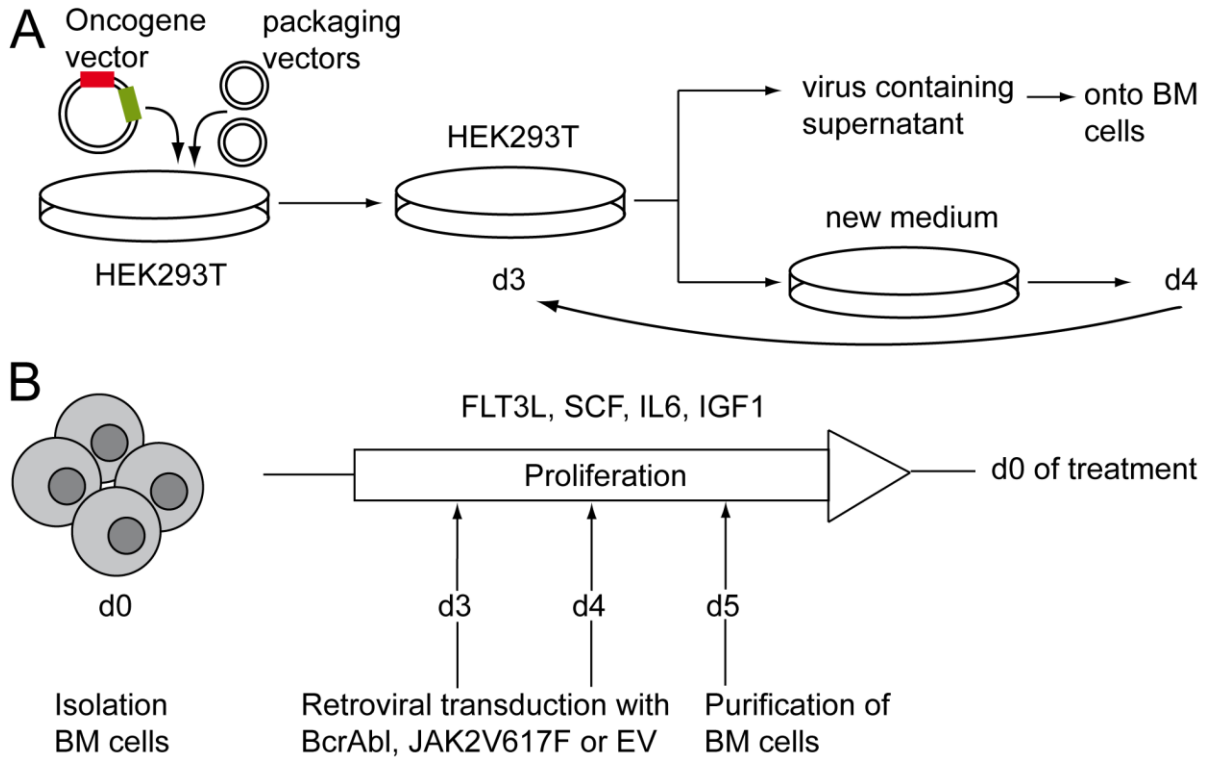 A
Oncogene
vector
packaging
vectors
HEK293T
HEK293T
virus containing
supernatant
onto BM
cells
new medium
d3
d4
B
FLT3L, SCF, IL6, IGF1
Proliferation
d0 of treatment
d0
d3
d4
d5
Isolation
BM cells
Retroviral transduction with
BcrAbl, JAK2V617F or EV
Purification of
BM cells